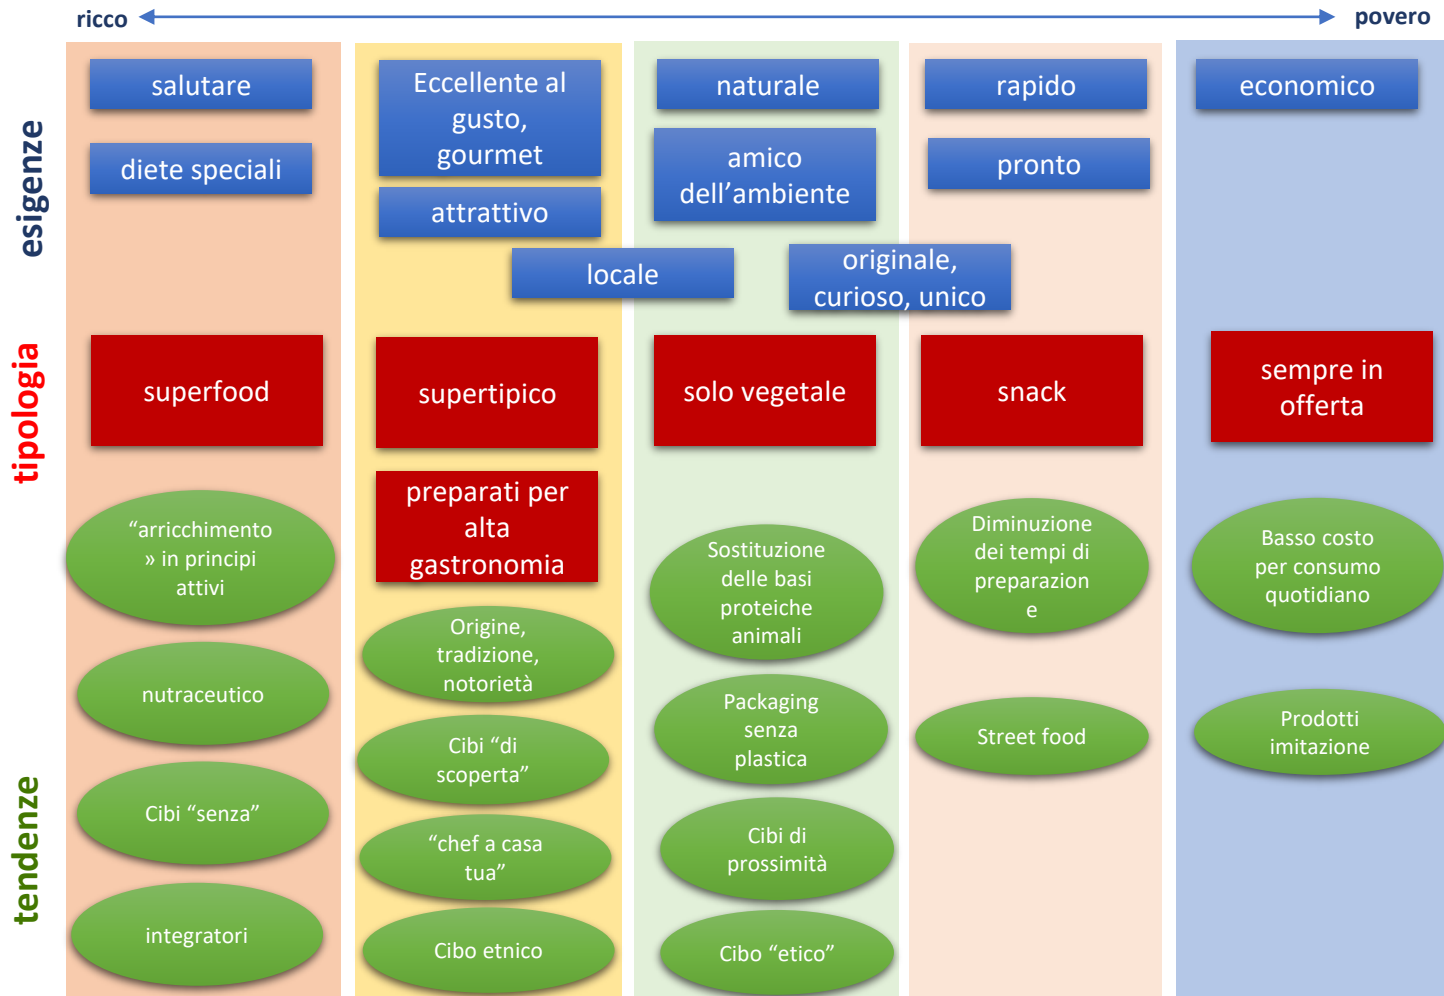 ricco
povero
esigenze
salutare
diete speciali
Eccellente al
gusto,
gourmet
attrattivo
locale
naturale
amico
dell’ambiente
originale,
curioso, unico
rapido
pronto
economico
tipologia
superfood
supertipico
preparati per
alta
gastronomia
solo vegetale
snack
sempre in
offerta
tendenze
“arricchimento
» in principi
attivi
nutraceutico
Cibi “senza”
integratori
Origine,
tradizione,
notorietà
Cibi “di
scoperta”
“chef a casa
tua”
Cibo etnico
Sostituzione
delle basi
proteiche
animali
Packaging
senza
plastica
Cibi di
prossimità
Cibo “etico”
Diminuzione
dei tempi di
preparazion
e
Street food
Basso costo
per consumo
quotidiano
Prodotti
imitazione